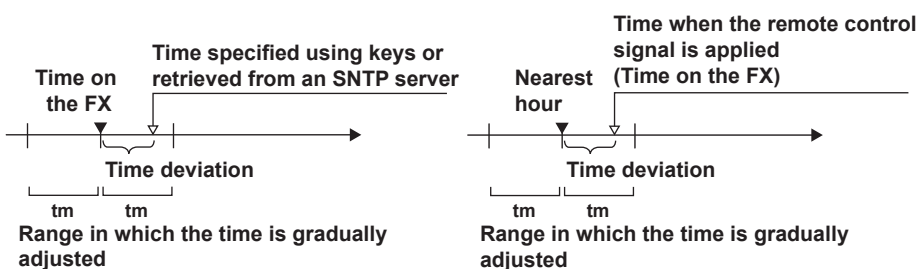 Time on
the FX
Time specified using keys or
retrieved from an SNTP server
Time deviation
tm tm
Range in which the time is gradually
adjusted
Nearest
hour
Time when the remote control
signal is applied
(Time on the FX)
Time deviation
tm tm
Range in which the time is gradually
adjusted